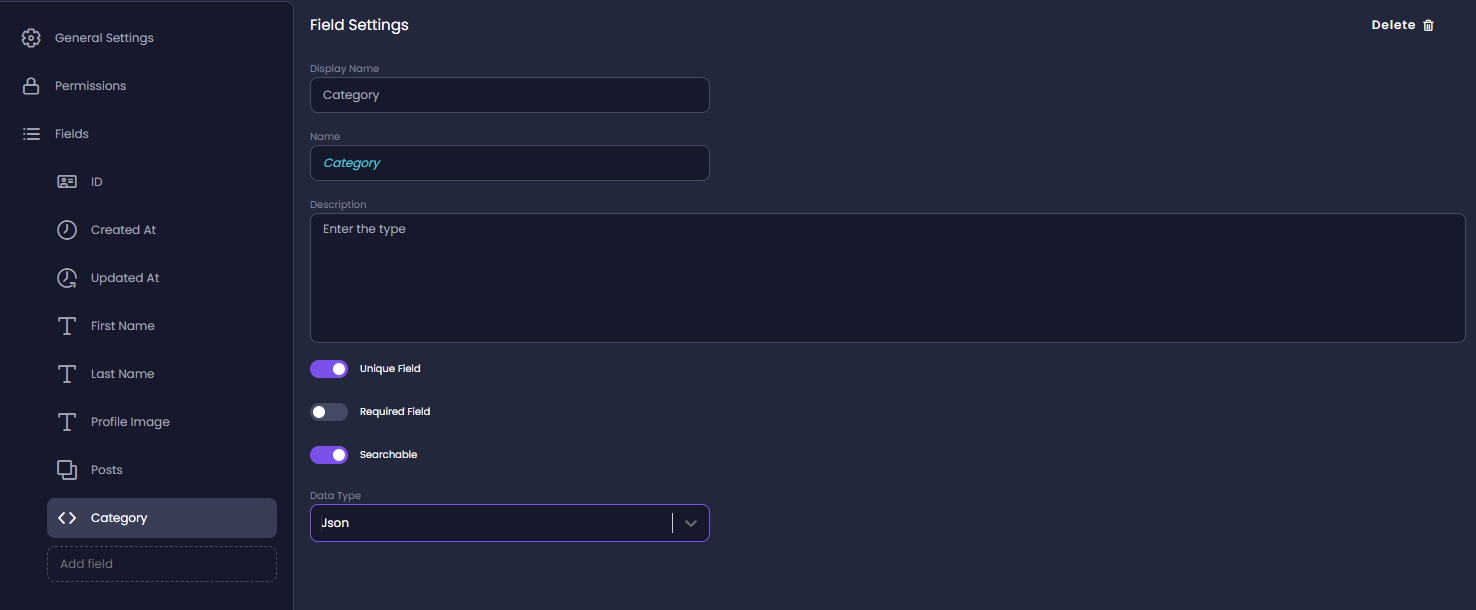 General Settings
Permissions
Fields
ID
Created At
Updated At
First Name
Last Name
Profile Image
Posts
Category
Add field
Field Settings
Delete
Display Name
Category
Name
Category
Description
Enter the type
Unique Field
Required Field
Searchable
Data Type
Json